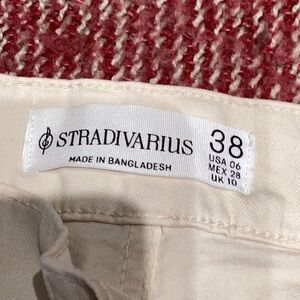 STRADIVARIUS
MADE IN BANGLADESH
38
USA 06
MEX 28
UK 10